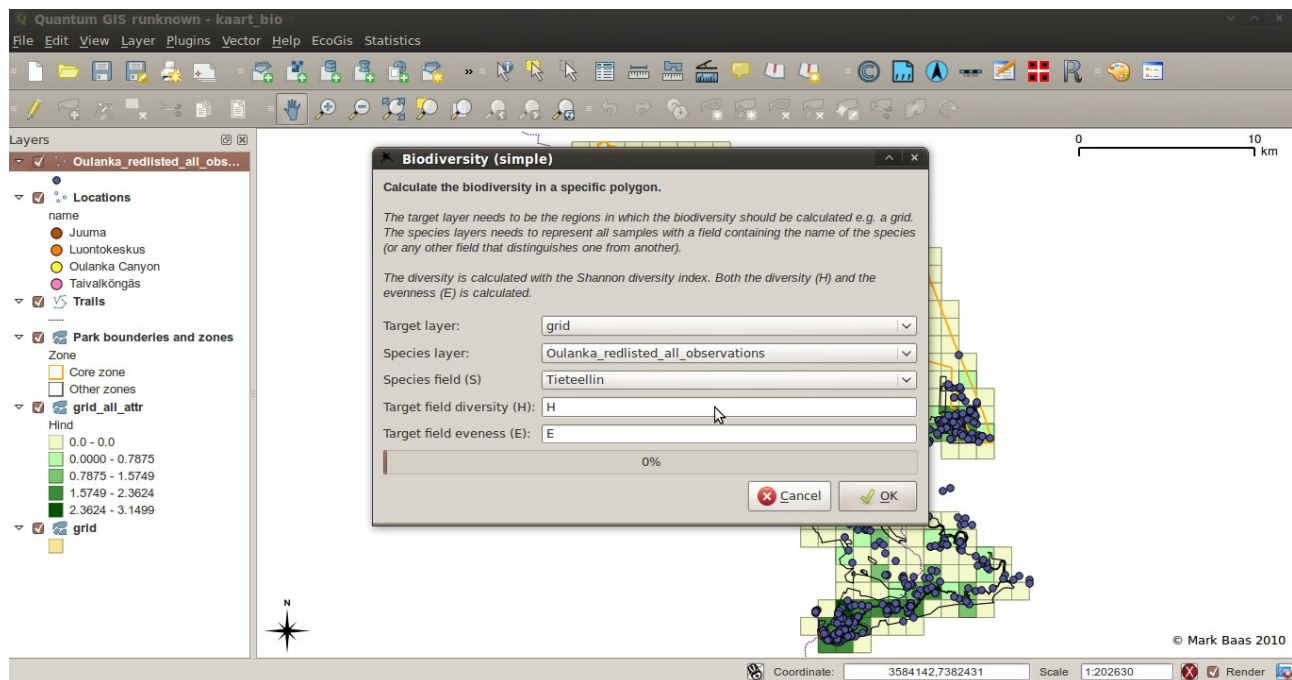 Quantum GIS runknown - kaart_bio
File Edit View Layer Plugins Vector Help EcoGis Statistics
Layers
Oulanka_redlisted_all_obs...
Locations
name
Juuma
Luontokeskus
Oulanka Canyon
Taivalköngäs
Trails
Park bounderies and zones
Zone
Core zone
Other zones
grid_all_attr
Hind
0.0 - 0.0
0.0000 - 0.7875
0.7875 - 1.5749
1.5749 - 2.3624
2.3624 - 3.1499
grid
0 10
km
Biodiversity (simple)
Calculate the biodiversity in a specific polygon.
The target layer needs to be the regions in which the biodiversity should be calculated e.g. a grid.
The species layers needs to represent all samples with a field containing the name of the species
(or any other field that distinguishes one from another).
The diversity is calculated with the Shannon diversity index. Both the diversity (H) and the
evenness (E) is calculated.
Target layer: grid
Species layer: Oulanka_redlisted_all_observations
Species field (S) Tieteellin
Target field diversity (H): H
Target field eveness (E): E
0%
Cancel OK
N
© Mark Baas 2010
Coordinate: 3584142,7382431 Scale 1:202630 Render